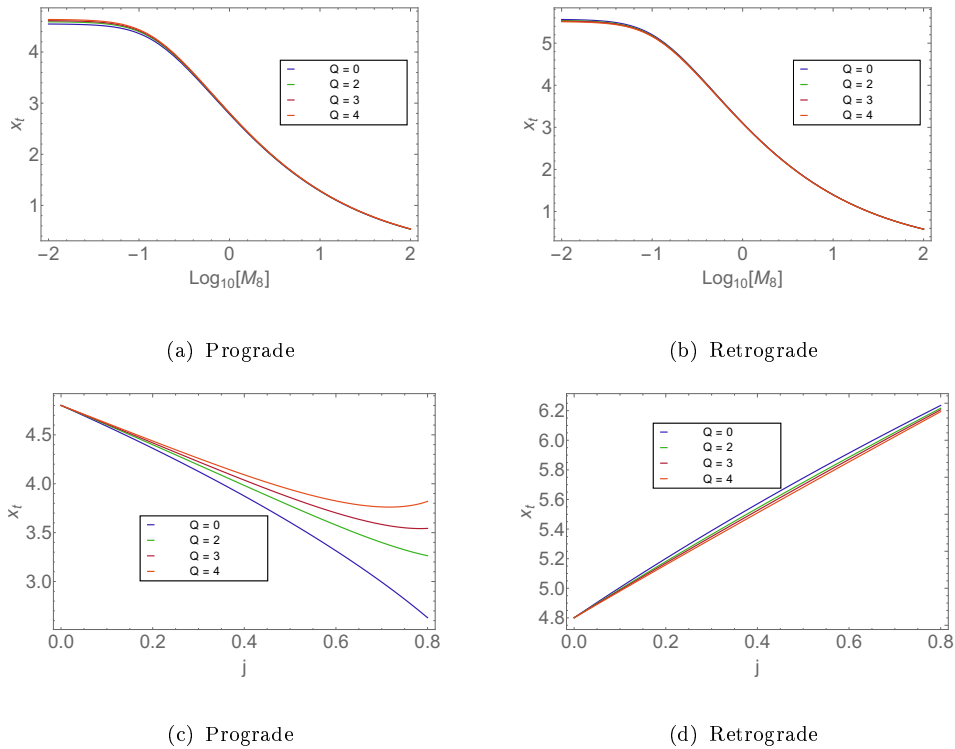 4
3
2
1
x_t
Q = 0
Q = 2
Q = 3
Q = 4
−2 −1 0 1 2
Log₁₀[M₈]
(a) Prograde
5
4
3
2
1
x_t
Q = 0
Q = 2
Q = 3
Q = 4
−2 −1 0 1 2
Log₁₀[M₈]
(b) Retrograde
4.5
4.0
3.5
3.0
x_t
Q = 0
Q = 2
Q = 3
Q = 4
0.0 0.2 0.4 0.6 0.8
j
(c) Prograde
6.2
6.0
5.8
5.6
5.4
5.2
5.0
4.8
x_t
Q = 0
Q = 2
Q = 3
Q = 4
0.0 0.2 0.4 0.6 0.8
j
(d) Retrograde